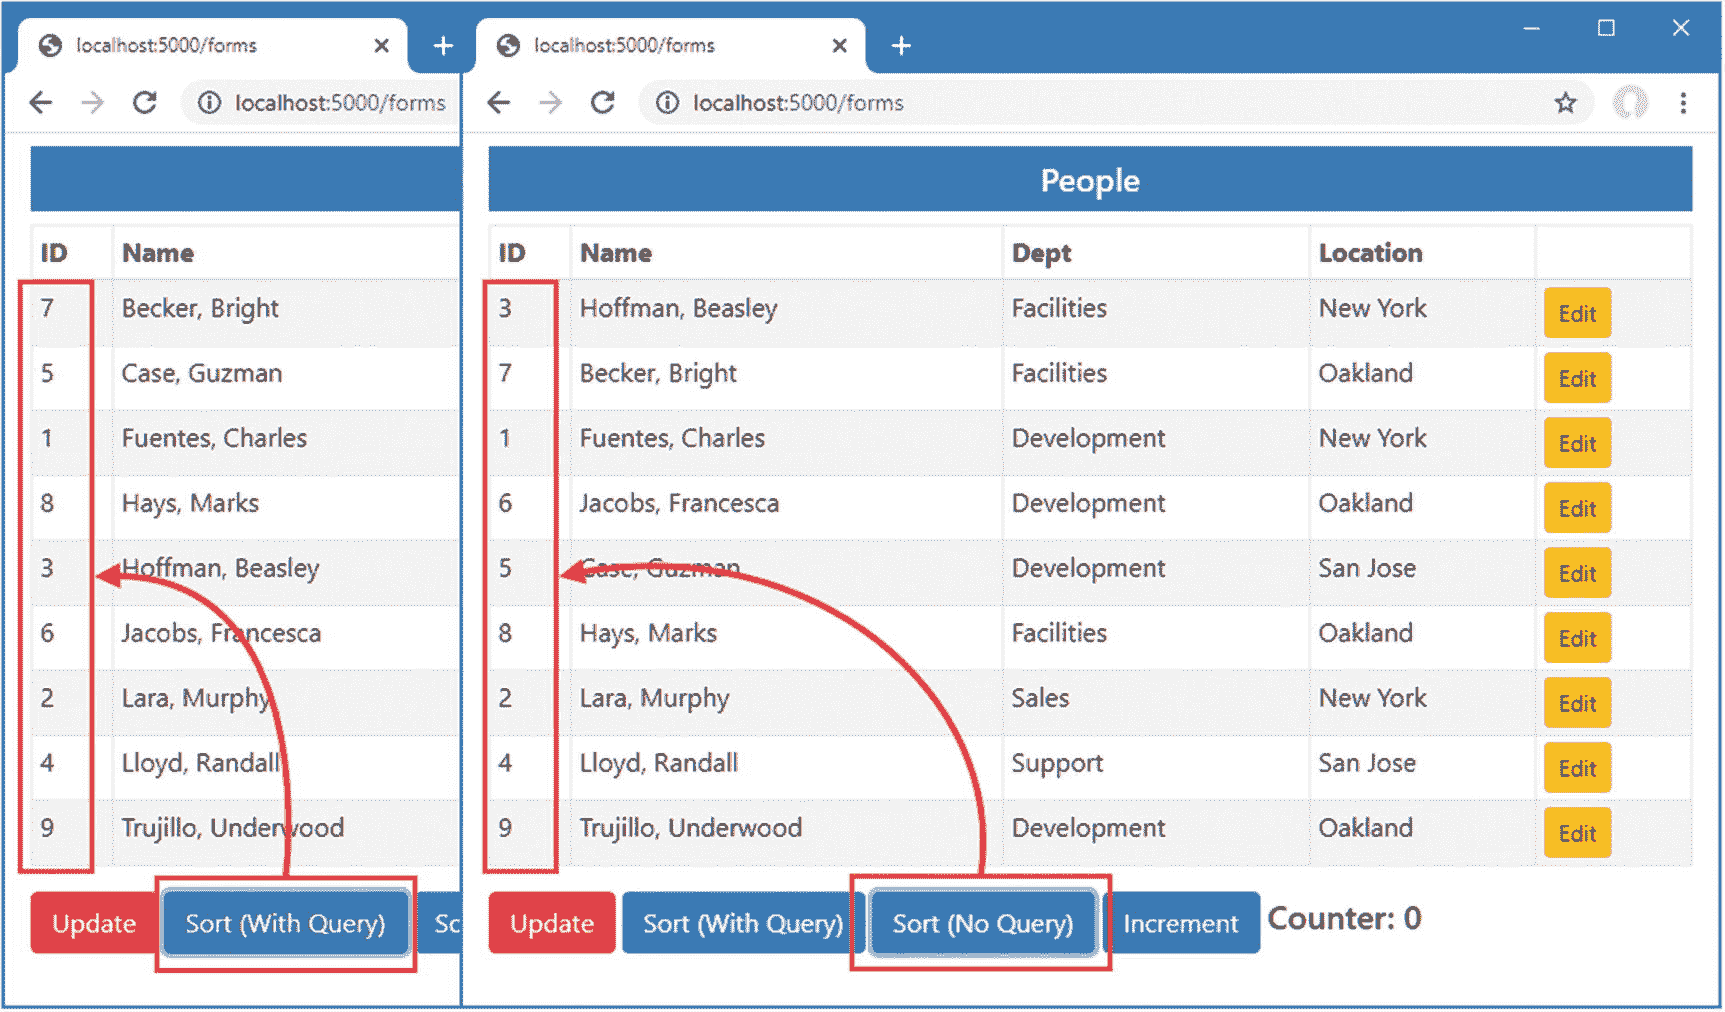 localhost:5000/forms
localhost:5000/forms
ID Name
7 Becker, Bright
5 Case, Guzman
1 Fuentes, Charles
8 Hays, Marks
3 Hoffman, Beasley
6 Jacobs, Francesca
2 Lara, Murphy
4 Lloyd, Randall
9 Trujillo, Underwood
Update Sort (With Query) Sc
localhost:5000/forms
localhost:5000/forms
People
ID Name Dept Location
3 Hoffman, Beasley Facilities New York Edit
7 Becker, Bright Facilities Oakland Edit
1 Fuentes, Charles Development New York Edit
6 Jacobs, Francesca Development Oakland Edit
5 Case, Guzman Development San Jose Edit
8 Hays, Marks Facilities Oakland Edit
2 Lara, Murphy Sales New York Edit
4 Lloyd, Randall Support San Jose Edit
9 Trujillo, Underwood Development Oakland Edit
Update Sort (With Query) Sort (No Query) Increment Counter: 0